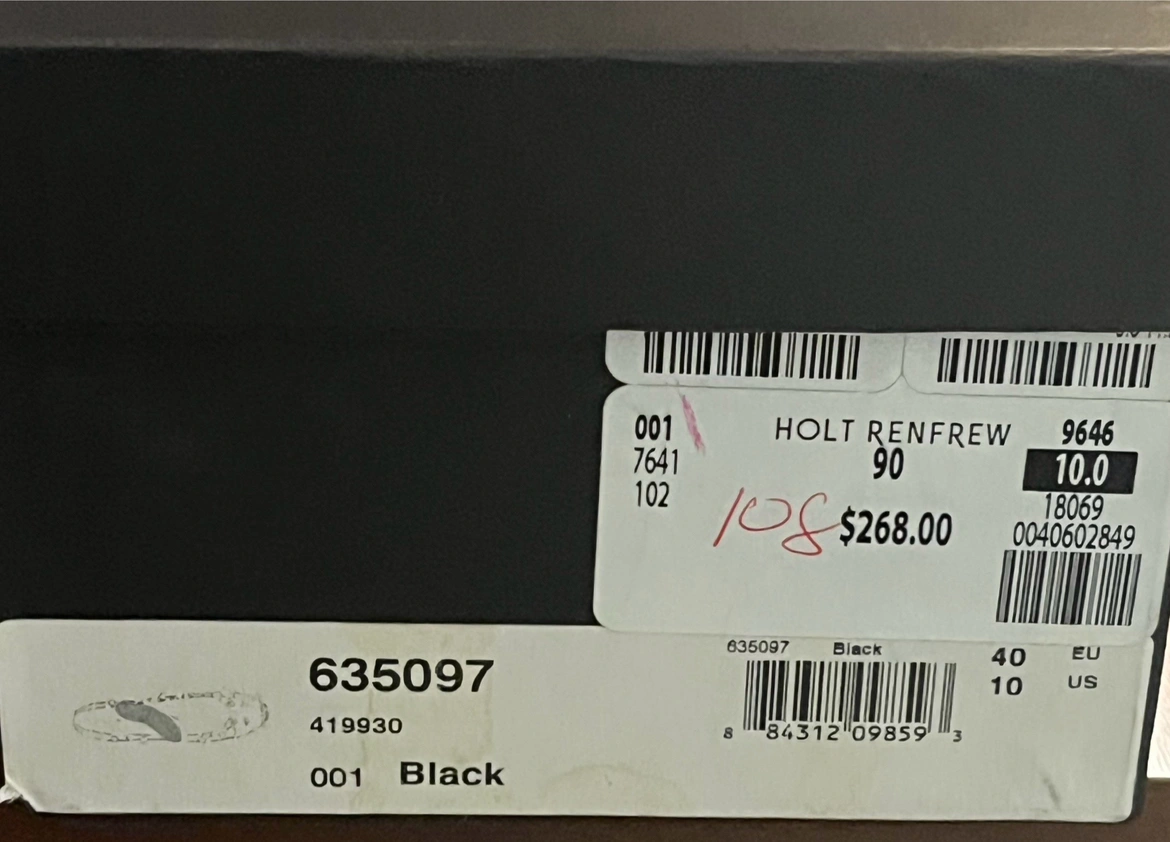 001 HOLT RENFREW 9646
7641 90 10.0
102 18069
108 $268.00 0040602849
635097 Black 40 EU
10 US
8 84312 09859 3
635097
419930
001 Black